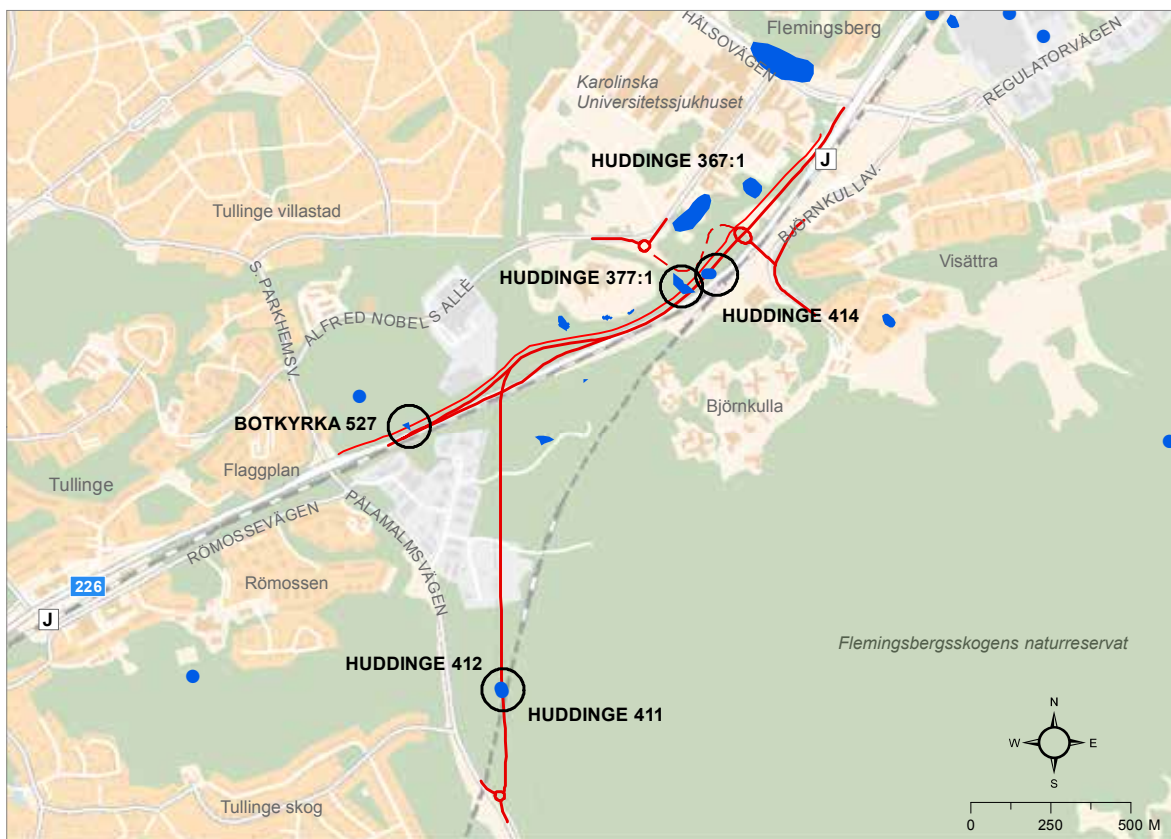 HÄLSOVÄGEN
Flemingsberg
REGULATORVÄGEN
Karolinska
Universitetssjukhuset
HUDDINGE 367:1
J
BJÖRNKULLAV.
Tullinge villastad
S. PARKHEMSV.
ALFRED NOBELS ALLÉ
HUDDINGE 377:1
Visättra
HUDDINGE 414
Björnkulla
BOTKYRKA 527
Flaggplan
Tullinge
RÖMOSSEVÄGEN
PÅLAMALMSVÄGEN
226
Römossen
J
Flemingsbergsskogens naturreservat
HUDDINGE 412
HUDDINGE 411
N
W E
S
Tullinge skog
0 250 500 M